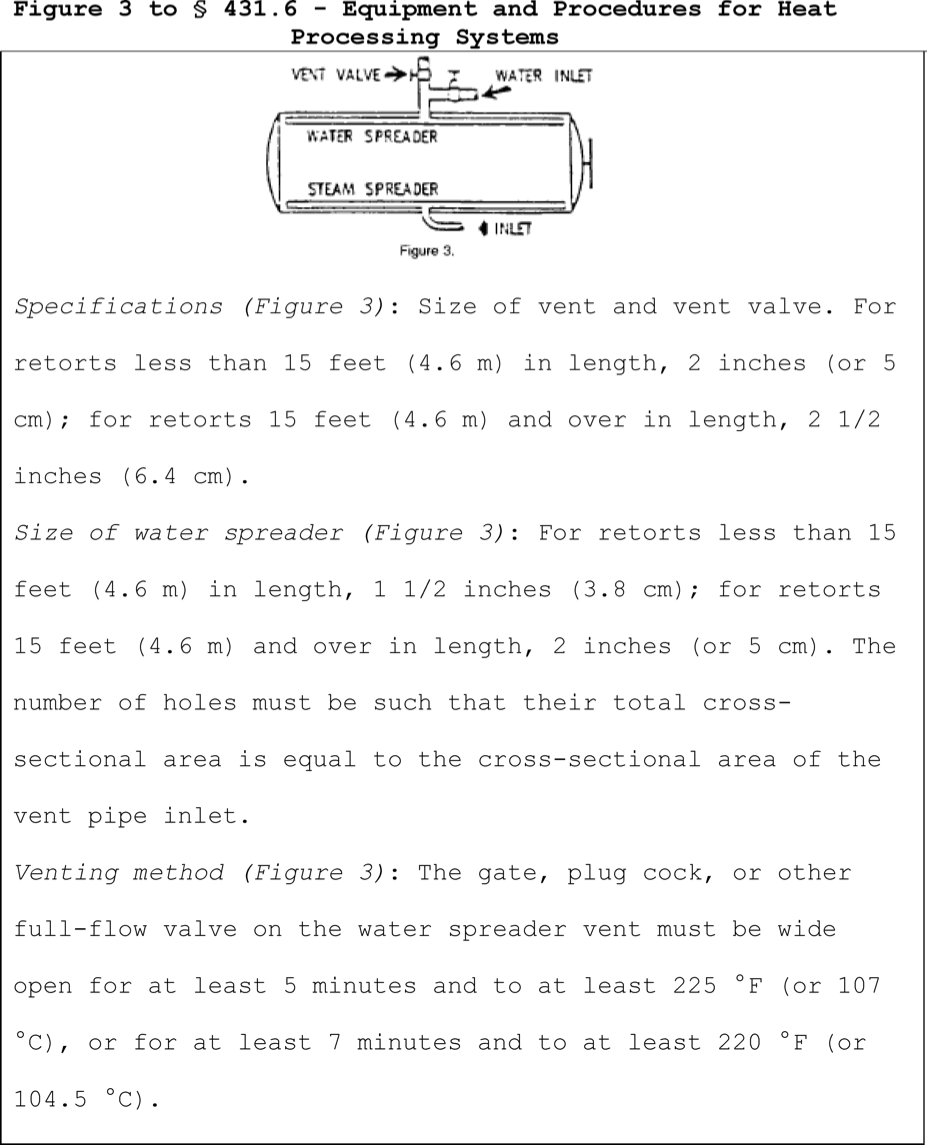 Figure 3 to § 431.6 - Equipment and Procedures for Heat
Processing Systems
VENT VALVE
WATER INLET
WATER SPREADER
STEAM SPREADER
INLET
Figure 3.
Specifications (Figure 3): Size of vent and vent valve. For
retorts less than 15 feet (4.6 m) in length, 2 inches (or 5
cm); for retorts 15 feet (4.6 m) and over in length, 2 1/2
inches (6.4 cm).
Size of water spreader (Figure 3): For retorts less than 15
feet (4.6 m) in length, 1 1/2 inches (3.8 cm); for retorts
15 feet (4.6 m) and over in length, 2 inches (or 5 cm). The
number of holes must be such that their total cross-
sectional area is equal to the cross-sectional area of the
vent pipe inlet.
Venting method (Figure 3): The gate, plug cock, or other
full-flow valve on the water spreader vent must be wide
open for at least 5 minutes and to at least 225 °F (or 107
°C), or for at least 7 minutes and to at least 220 °F (or
104.5 °C).